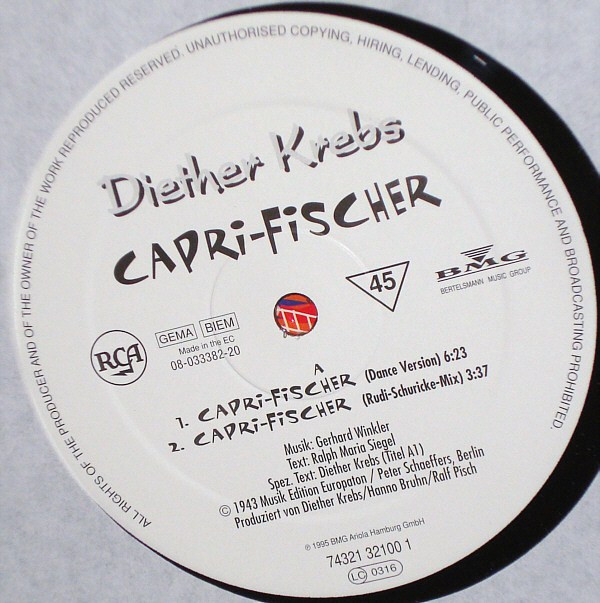 ALL RIGHTS OF THE PRODUCER AND OF THE OWNER OF THE WORK REPRODUCED RESERVED. UNAUTHORISED COPYING, HIRING, LENDING, PUBLIC PERFORMANCE AND BROADCASTING PROHIBITED.
Diether Krebs
CAPRi-FiSCHER
45
BMG
BERTELSMANN MUSIC GROUP
RCA
GEMA BIEM
Made in the EC
08-033382-20
A
1. CAPRi-FiSCHER (Dance Version) 6:23
2. CAPRi-FiSCHER (Rudi-Schuricke-Mix) 3:37
Musik: Gerhard Winkler
Text: Ralph Maria Siegel
Spez. Text: Diether Krebs (Titel A1)
© 1943 Musik Edition Europaton / Peter Schaeffers, Berlin
Produziert von Diether Krebs/Hanno Bruhn/Ralf Pisch
℗ 1995 BMG Ariola Hamburg GmbH
74321 32100 1
LC 0316